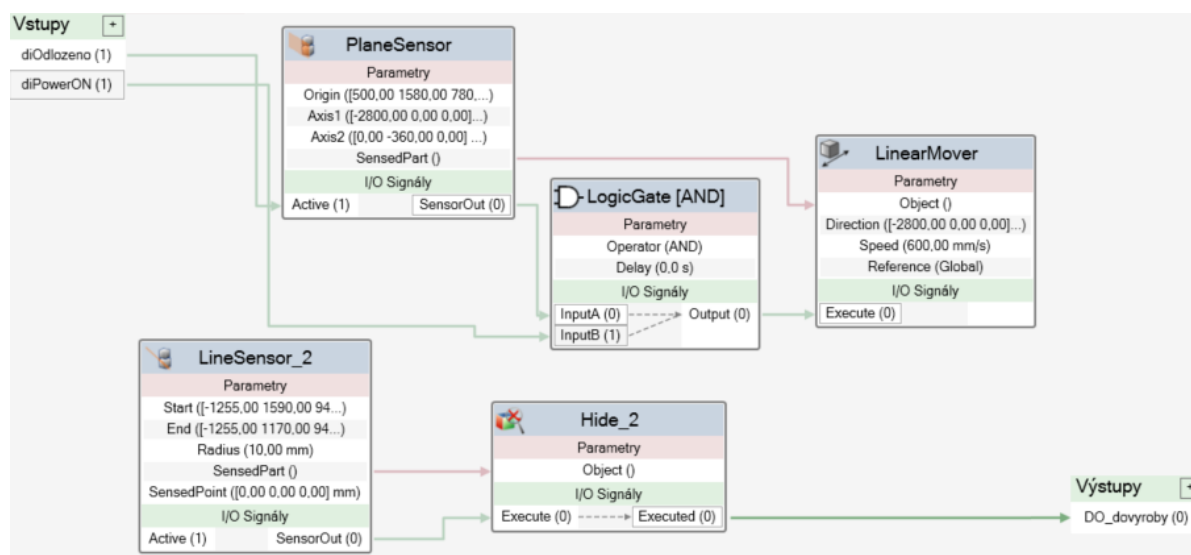 Vstupy +
diOdlozeno (1)
diPowerON (1)
PlaneSensor
Parametry
Origin ([500,00 1580,00 780,...)
Axis1 ([-2800,00 0,00 0,00]...)
Axis2 ([0,00 -360,00 0,00] ...)
SensedPart ()
I/O Signály
Active (1) SensorOut (0)
LogicGate [AND]
Parametry
Operator (AND)
Delay (0,0 s)
I/O Signály
InputA (0) Output (0)
InputB (1)
LinearMover
Parametry
Object ()
Direction ([-2800,00 0,00 0,00]...)
Speed (600,00 mm/s)
Reference (Global)
I/O Signály
Execute (0)
LineSensor_2
Parametry
Start ([-1255,00 1590,00 94...)
End ([-1255,00 1170,00 94...)
Radius (10,00 mm)
SensedPart ()
SensedPoint ([0,00 0,00 0,00] mm)
I/O Signály
Active (1) SensorOut (0)
Hide_2
Parametry
Object ()
I/O Signály
Execute (0) Executed (0)
Výstupy +
DO_dovyroby (0)